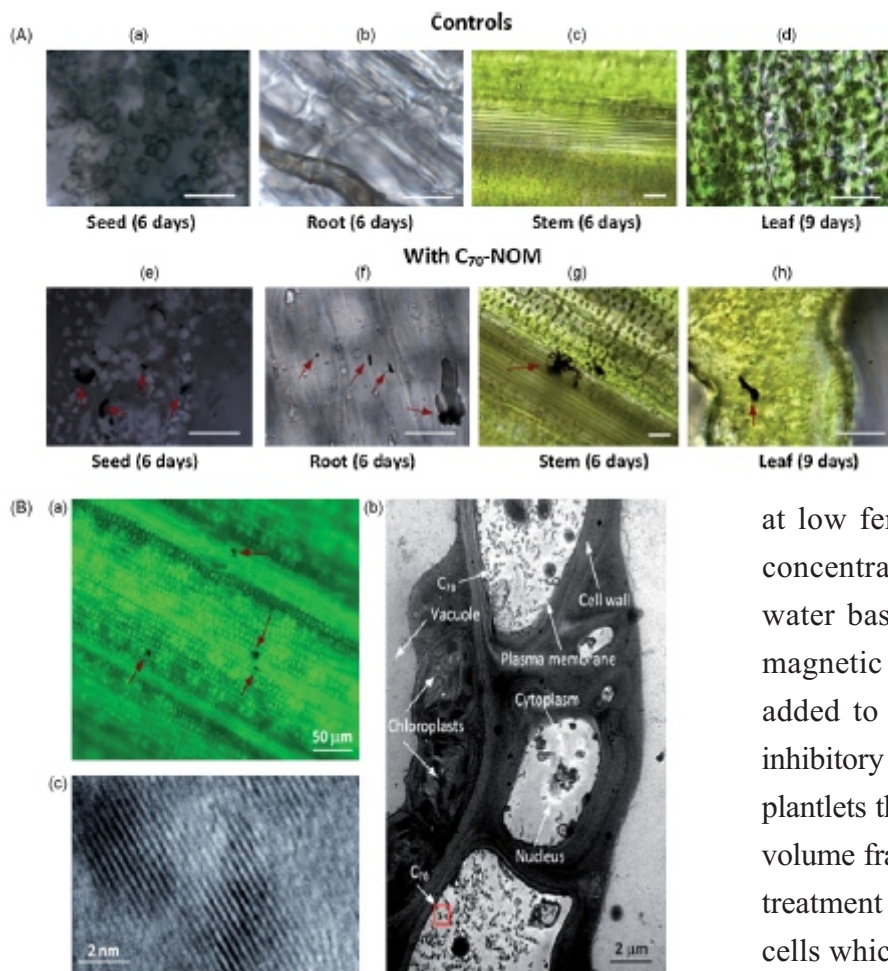 Controls
(A) (a) (b) (c) (d)
Seed (6 days) Root (6 days) Stem (6 days) Leaf (9 days)
With C₇₀-NOM
(e) (f) (g) (h)
Seed (6 days) Root (6 days) Stem (6 days) Leaf (9 days)
(B) (a)
50 µm
(b)
C₇₀
Cell wall
Vacuole
Plasma membrane
Cytoplasm
Chloroplasts
Nucleus
C₇₀
2 µm
(c)
2 nm
at low fer
concentra
water bas
magnetic
added to
inhibitory
plantlets th
volume fra
treatment
cells whic